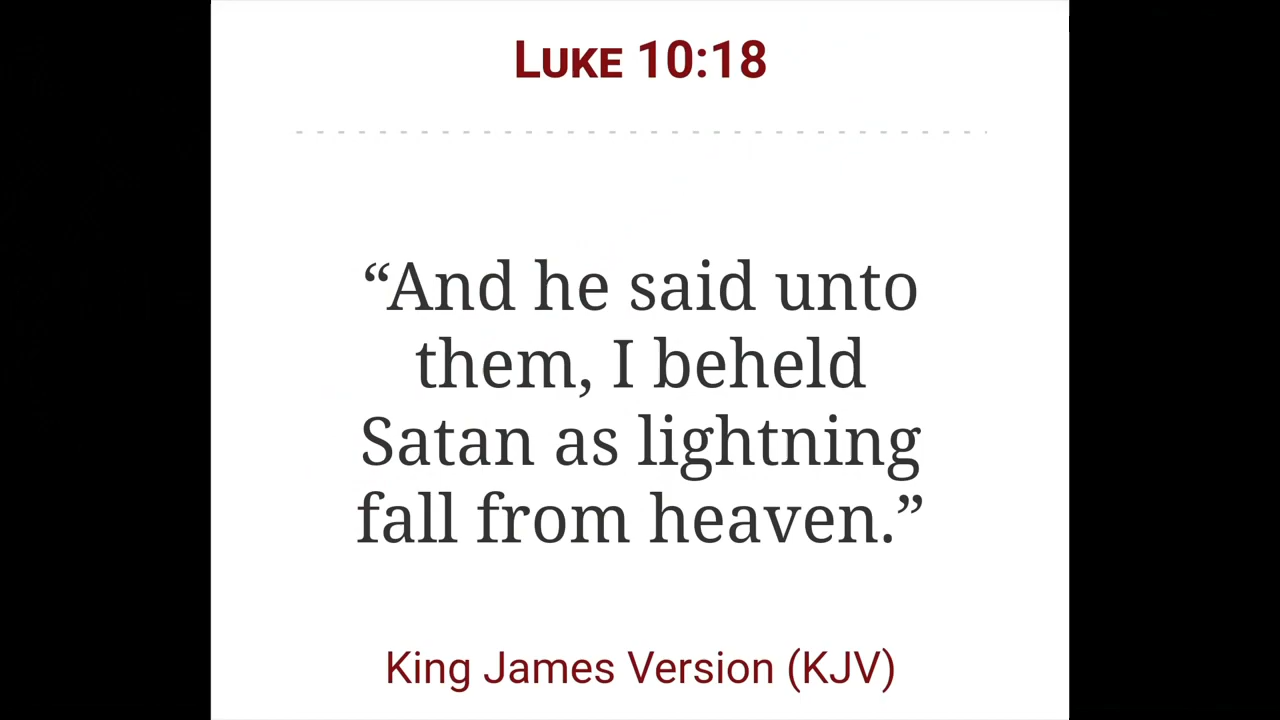 LUKE 10:18
“And he said unto
them, I beheld
Satan as lightning
fall from heaven.”
King James Version (KJV)